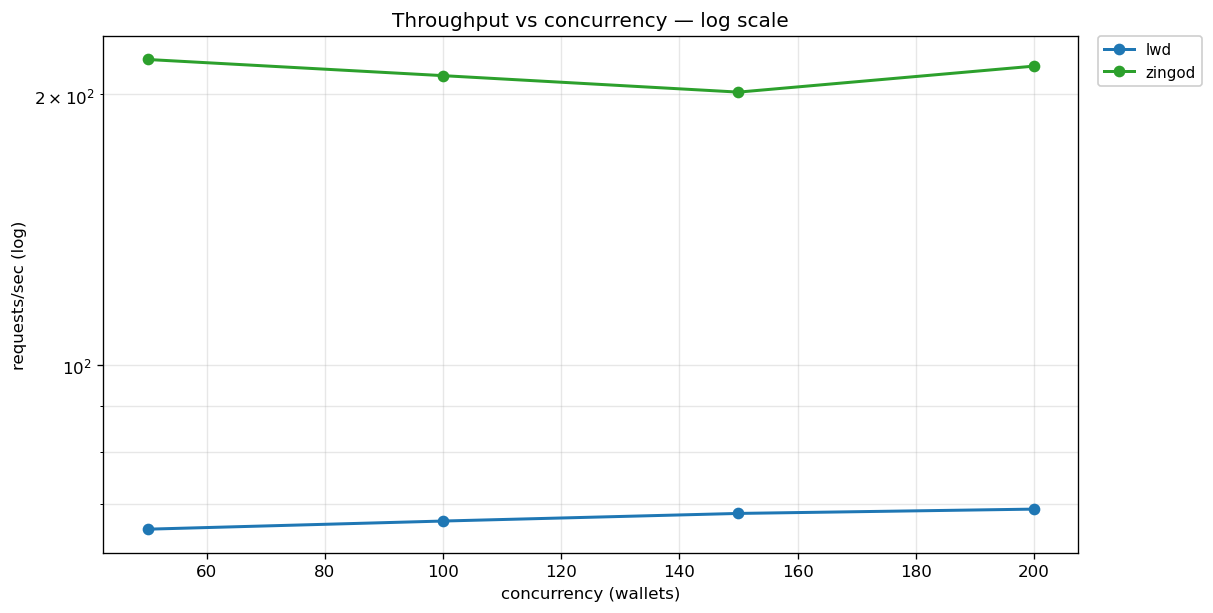 Throughput vs concurrency — log scale
lwd
zingod
2 × 10²
10²
requests/sec (log)
60 80 100 120 140 160 180 200
concurrency (wallets)